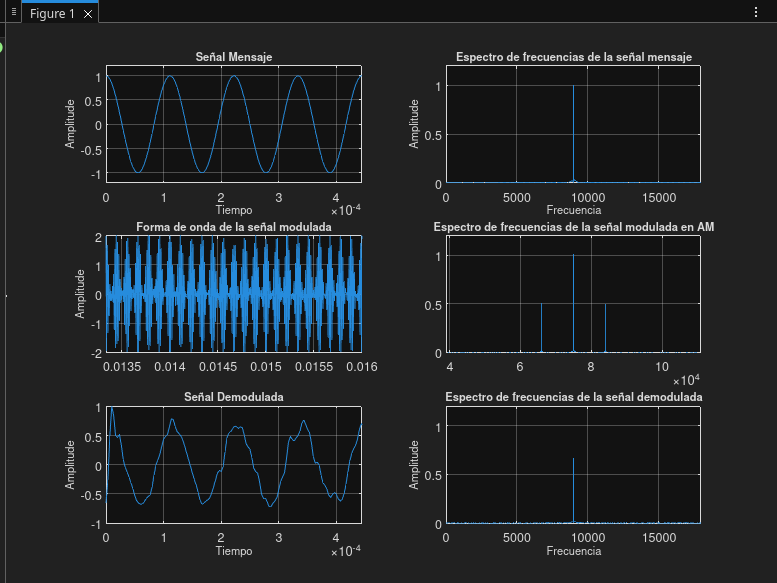 Figure 1
Señal Mensaje
Amplitude
1
0.5
0
-0.5
-1
0 1 2 3 4
×10^-4
Tiempo
Espectro de frecuencias de la señal mensaje
Amplitude
1
0.5
0
0 5000 10000 15000
Frecuencia
Forma de onda de la señal modulada
Amplitude
2
1
0
-1
-2
0.0135 0.014 0.0145 0.015 0.0155 0.016
Espectro de frecuencias de la señal modulada en AM
Amplitude
1
0.5
0
4 6 8 10
×10^4
Señal Demodulada
Amplitude
1
0.5
0
-0.5
-1
0 1 2 3 4
×10^-4
Tiempo
Espectro de frecuencias de la señal demodulada
Amplitude
1
0.5
0
0 5000 10000 15000
Frecuencia